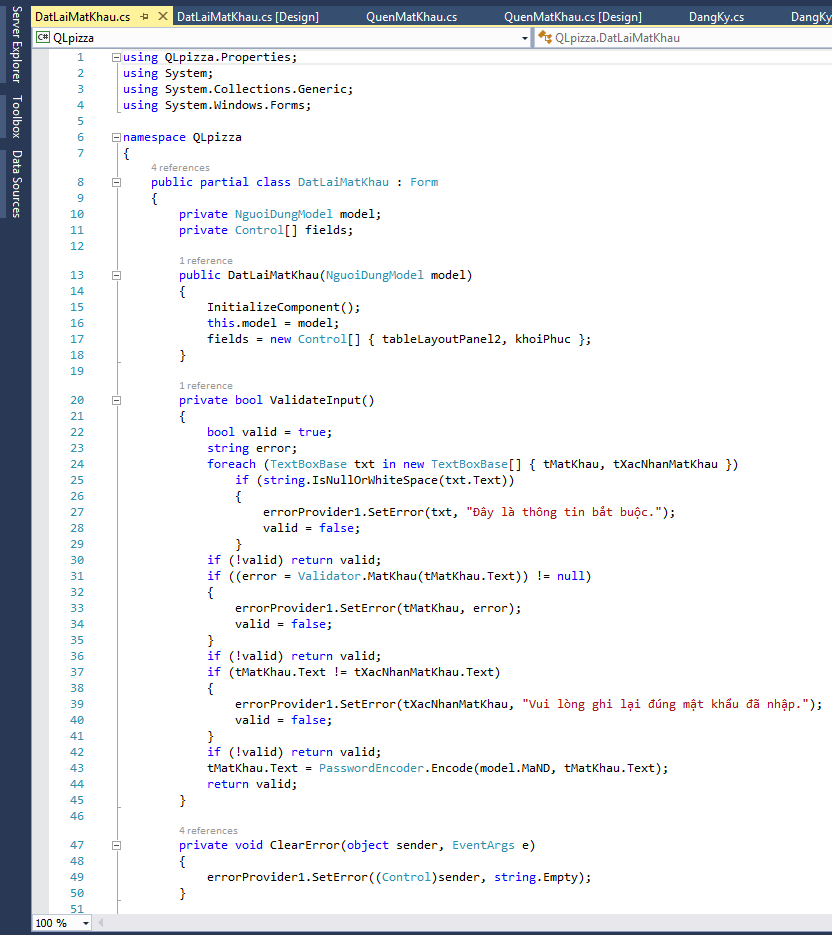 DatLaiMatKhau.cs
DatLaiMatKhau.cs [Design]
QuenMatKhau.cs
QuenMatKhau.cs [Design]
DangKy.cs
DangKy
Server Explorer
Toolbox
Data Sources
C# QLpizza
QLpizza.DatLaiMatKhau
1 using QLpizza.Properties;
2 using System;
3 using System.Collections.Generic;
4 using System.Windows.Forms;
5
6 namespace QLpizza
7 {
4 references
8 public partial class DatLaiMatKhau : Form
9 {
10 private NguoiDungModel model;
11 private Control[] fields;
12
1 reference
13 public DatLaiMatKhau(NguoiDungModel model)
14 {
15 InitializeComponent();
16 this.model = model;
17 fields = new Control[] { tableLayoutPanel2, khoiPhuc };
18 }
19
1 reference
20 private bool ValidateInput()
21 {
22 bool valid = true;
23 string error;
24 foreach (TextBoxBase txt in new TextBoxBase[] { tMatKhau, tXacNhanMatKhau })
25 if (string.IsNullOrWhiteSpace(txt.Text))
26 {
27 errorProvider1.SetError(txt, "Đây là thông tin bắt buộc.");
28 valid = false;
29 }
30 if (!valid) return valid;
31 if ((error = Validator.MatKhau(tMatKhau.Text)) != null)
32 {
33 errorProvider1.SetError(tMatKhau, error);
34 valid = false;
35 }
36 if (!valid) return valid;
37 if (tMatKhau.Text != tXacNhanMatKhau.Text)
38 {
39 errorProvider1.SetError(tXacNhanMatKhau, "Vui lòng ghi lại đúng mật khẩu đã nhập.");
40 valid = false;
41 }
42 if (!valid) return valid;
43 tMatKhau.Text = PasswordEncoder.Encode(model.MaND, tMatKhau.Text);
44 return valid;
45 }
46
4 references
47 private void ClearError(object sender, EventArgs e)
48 {
49 errorProvider1.SetError((Control)sender, string.Empty);
50 }
51
100 %